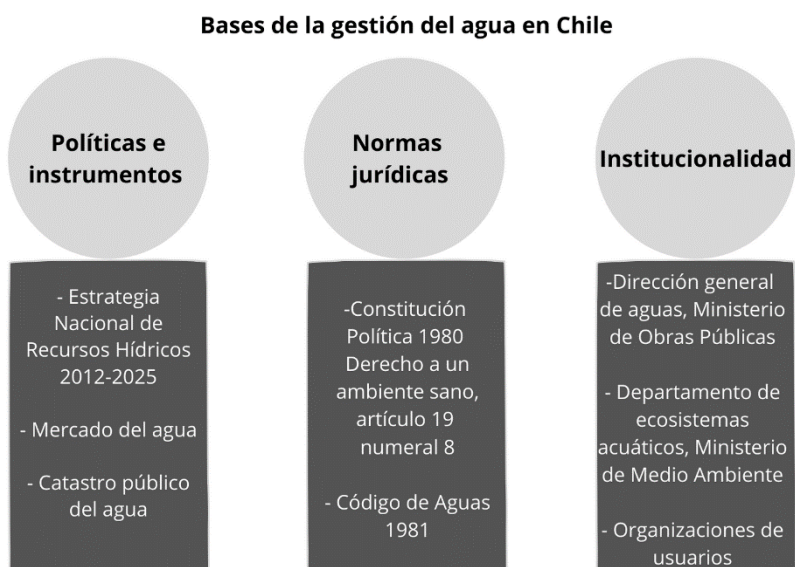 Bases de la gestión del agua en Chile
Políticas e
instrumentos
- Estrategia
Nacional de
Recursos Hídricos
2012-2025
- Mercado del agua
- Catastro público
del agua
Normas
jurídicas
-Constitución
Política 1980
Derecho a un
ambiente sano,
artículo 19
numeral 8
- Código de Aguas
1981
Institucionalidad
-Dirección general
de aguas, Ministerio
de Obras Públicas
- Departamento de
ecosistemas
acuáticos, Ministerio
de Medio Ambiente
- Organizaciones de
usuarios